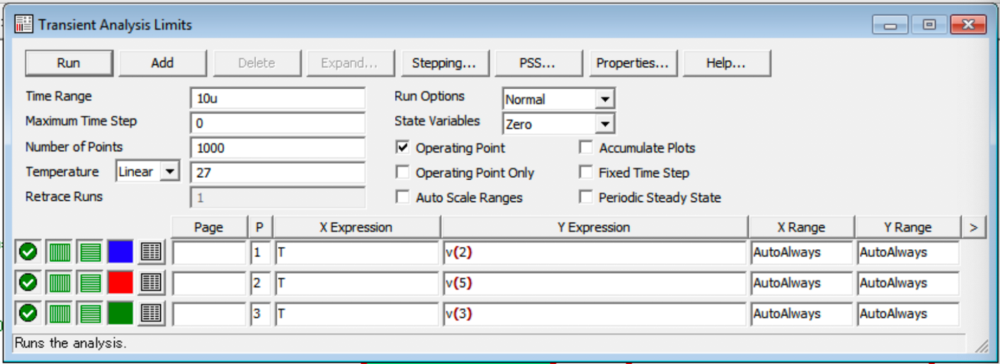 Transient Analysis Limits
Run Add Delete Expand... Stepping... PSS... Properties... Help...
Time Range 10u Run Options Normal
Maximum Time Step 0 State Variables Zero
Number of Points 1000 Operating Point Accumulate Plots
Temperature Linear 27 Operating Point Only Fixed Time Step
Retrace Runs 1 Auto Scale Ranges Periodic Steady State
Page P X Expression Y Expression X Range Y Range >
1 T v(2) AutoAlways AutoAlways
2 T v(5) AutoAlways AutoAlways
3 T v(3) AutoAlways AutoAlways
Runs the analysis.